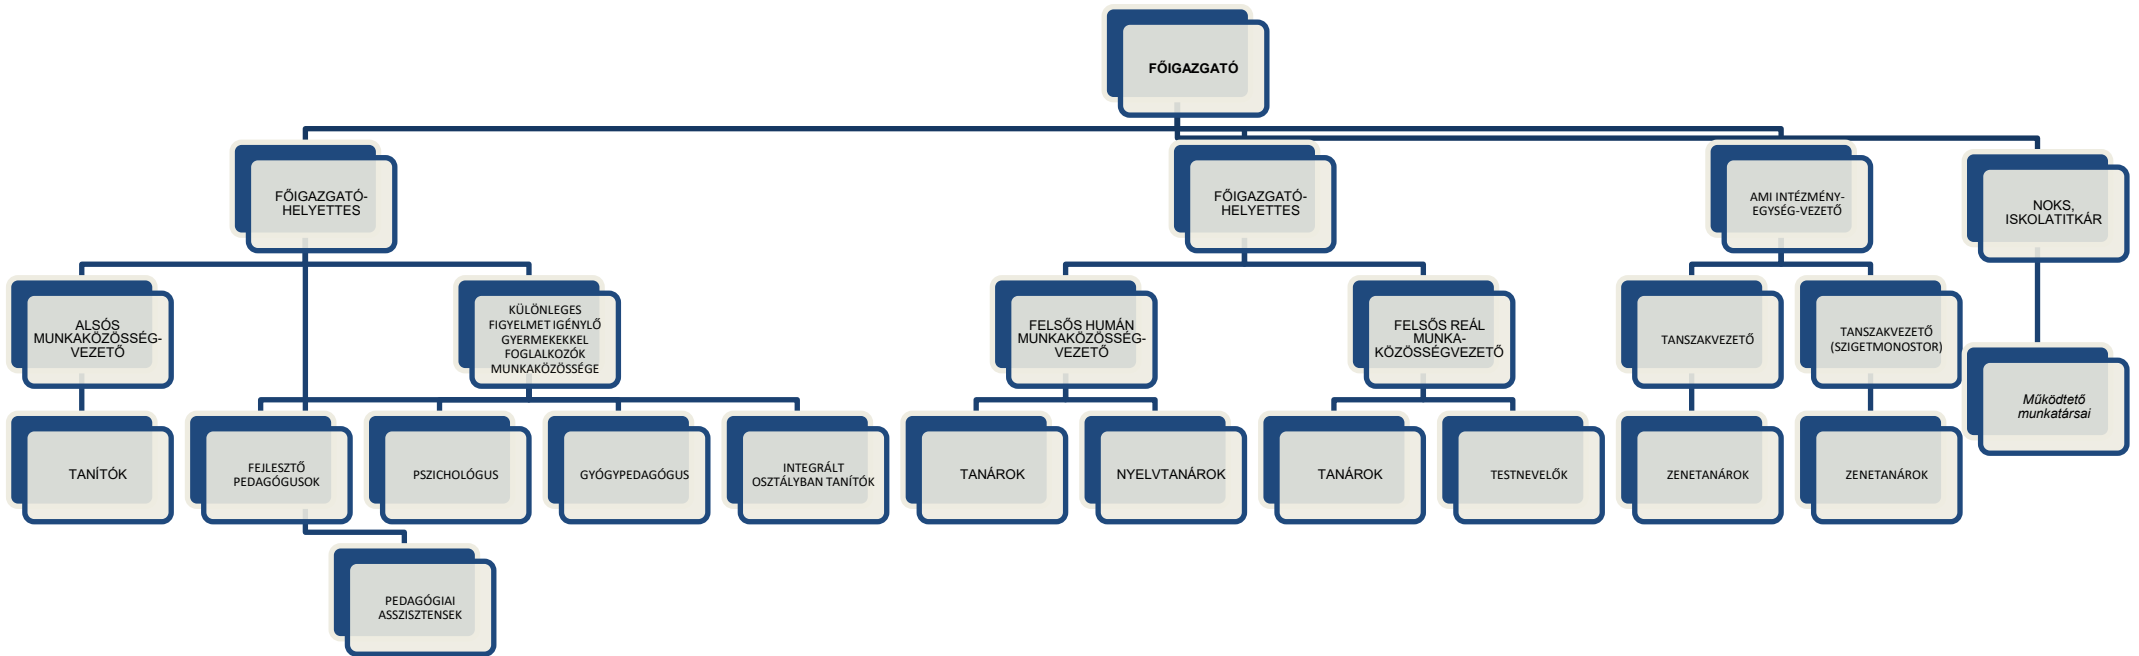 FŐIGAZGATÓ
FŐIGAZGATÓ-
HELYETTES
FŐIGAZGATÓ-
HELYETTES
AMI INTÉZMÉNY-
EGYSÉG-VEZETŐ
NOKS,
ISKOLATITKÁR
ALSÓS
MUNKAKÖZÖSSÉG-
VEZETŐ
KÜLÖNLEGES
FIGYELMET IGÉNYLŐ
GYERMEKEKKEL
FOGLALKOZÓK
MUNKAKÖZÖSSÉGE
FELSŐS HUMÁN
MUNKAKÖZÖSSÉG-
VEZETŐ
FELSŐS REÁL
MUNKA-
KÖZÖSSÉGVEZETŐ
TANSZAKVEZETŐ
TANSZAKVEZETŐ
(SZIGETMONOSTOR)
Működtető
munkatársai
TANÍTÓK
FEJLESZTŐ
PEDAGÓGUSOK
PSZICHOLÓGUS
GYÓGYPEDAGÓGUS
INTEGRÁLT
OSZTÁLYBAN TANÍTÓK
TANÁROK
NYELVTANÁROK
TANÁROK
TESTNEVELŐK
ZENETANÁROK
ZENETANÁROK
PEDAGÓGIAI
ASSZISZTENSEK